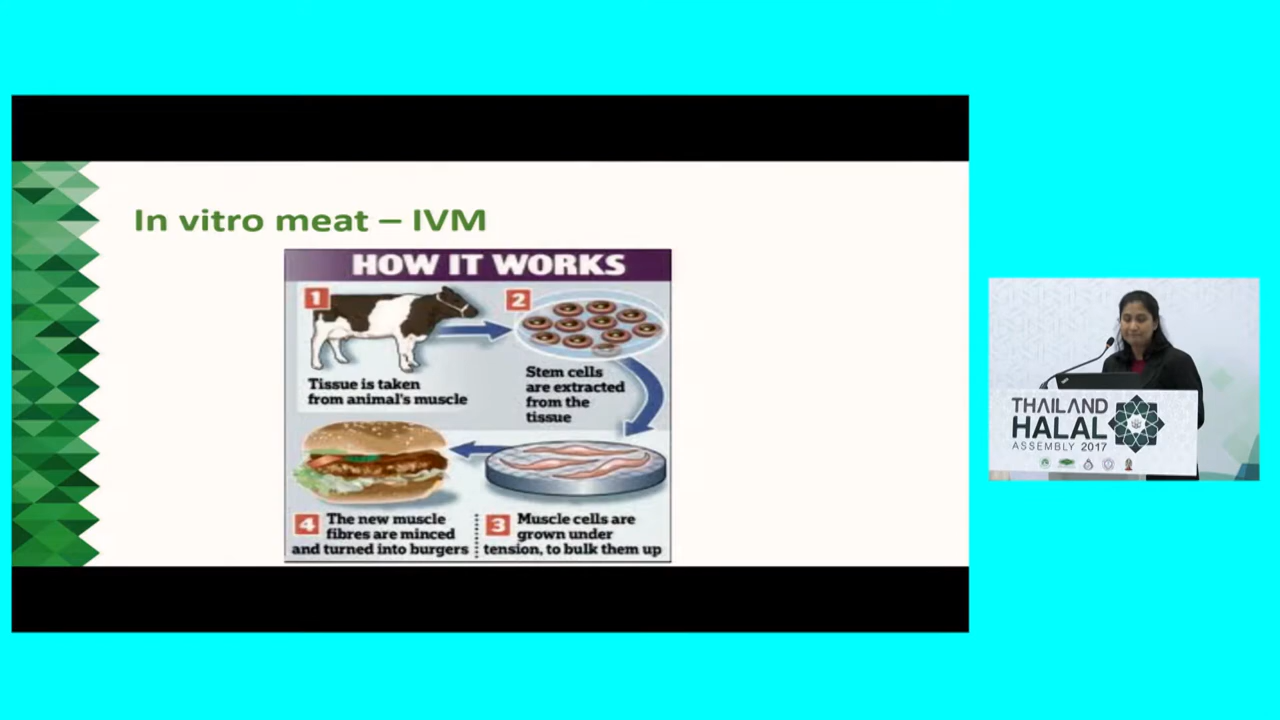 In vitro meat – IVM
HOW IT WORKS
1
Tissue is taken
from animal's muscle
2
Stem cells
are extracted
from the
tissue
3
Muscle cells are
grown under
tension, to bulk them up
4
The new muscle
fibres are minced
and turned into burgers
THAILAND
HALAL
ASSEMBLY 2017